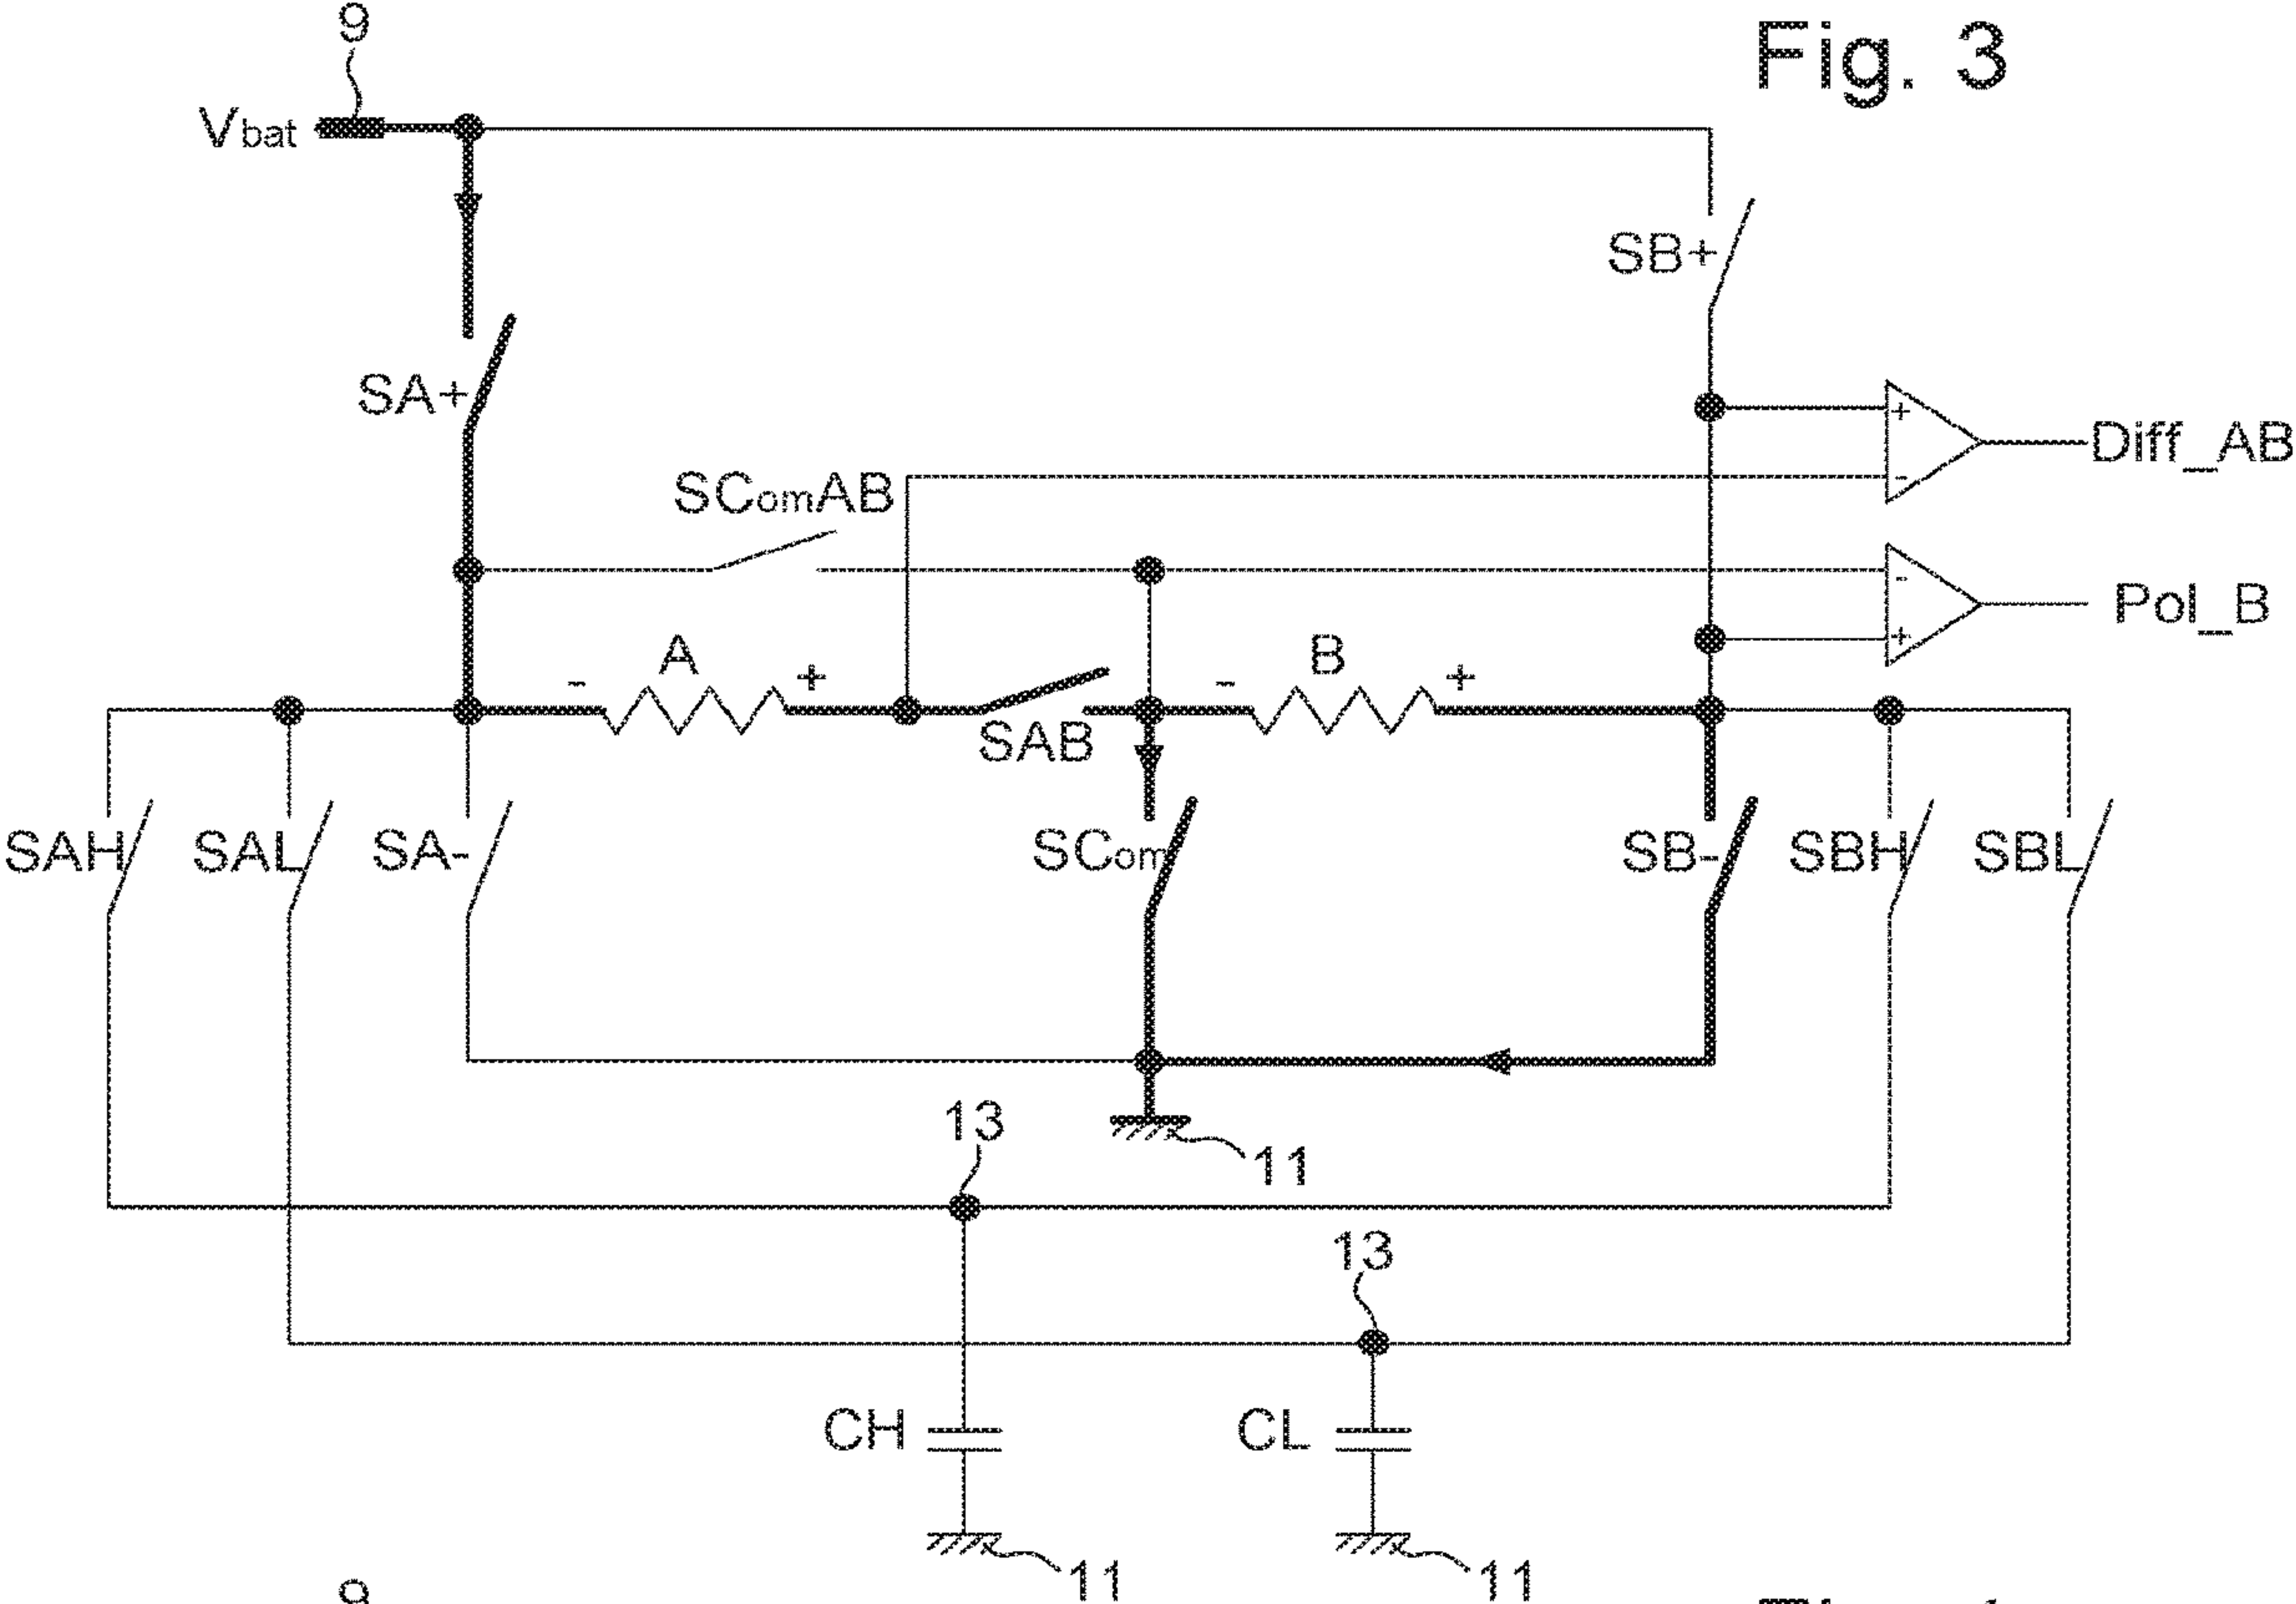 9
Fig. 3
Vbat
SB+
SA+
+
Diff_AB
-
SComAB
-
Pol_B
+
- A +
- B +
SAB
SAH
SAL
SA-
SCom
SB-
SBH
SBL
13
11
13
CH
CL
11
11